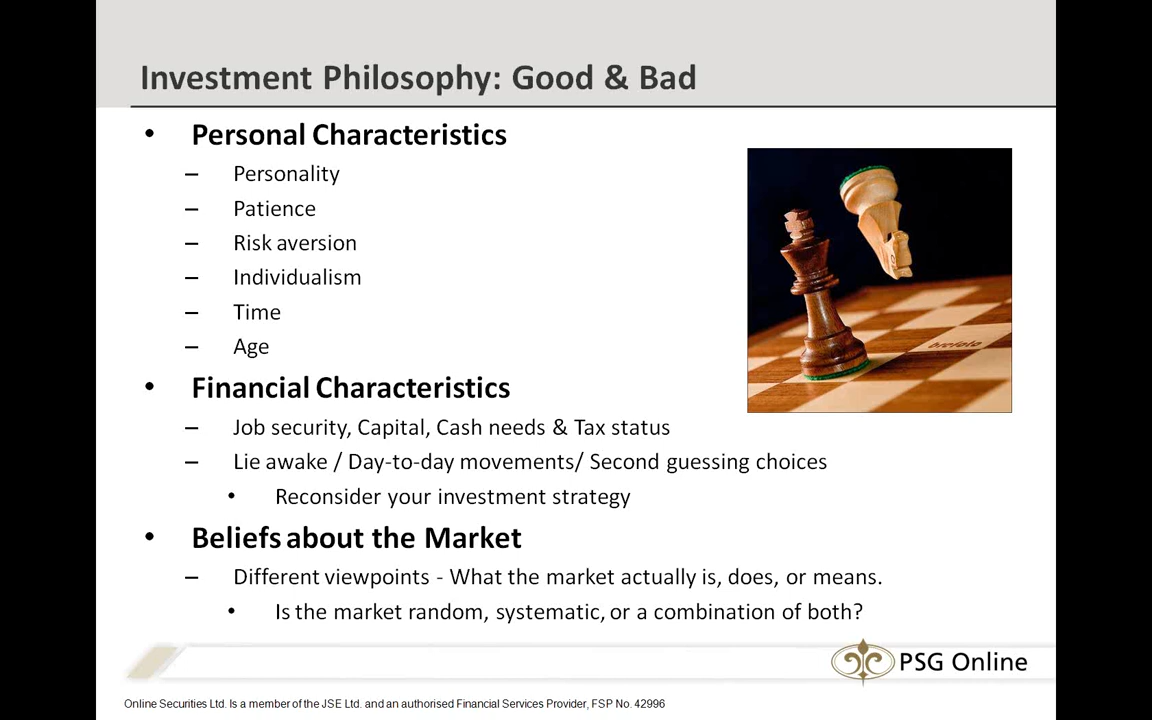 Investment Philosophy: Good & Bad
• Personal Characteristics
– Personality
– Patience
– Risk aversion
– Individualism
– Time
– Age
• Financial Characteristics
– Job security, Capital, Cash needs & Tax status
– Lie awake / Day-to-day movements/ Second guessing choices
• Reconsider your investment strategy
• Beliefs about the Market
– Different viewpoints - What the market actually is, does, or means.
• Is the market random, systematic, or a combination of both?
PSG Online
Online Securities Ltd. Is a member of the JSE Ltd. and an authorised Financial Services Provider, FSP No. 42996